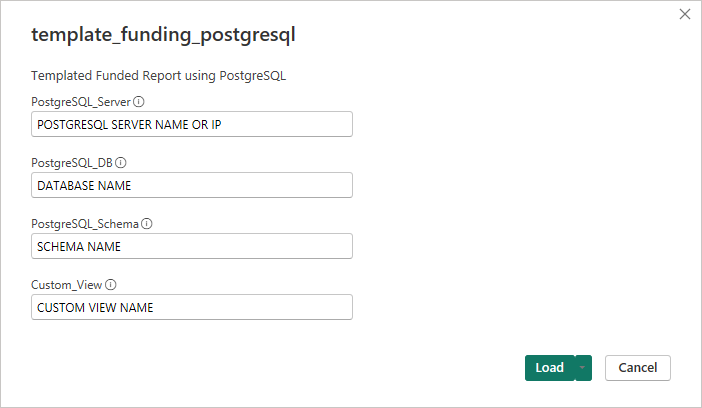 template_funding_postgresql
Templated Funded Report using PostgreSQL
PostgreSQL_Server
POSTGRESQL SERVER NAME OR IP
PostgreSQL_DB
DATABASE NAME
PostgreSQL_Schema
SCHEMA NAME
Custom_View
CUSTOM VIEW NAME
Load
Cancel